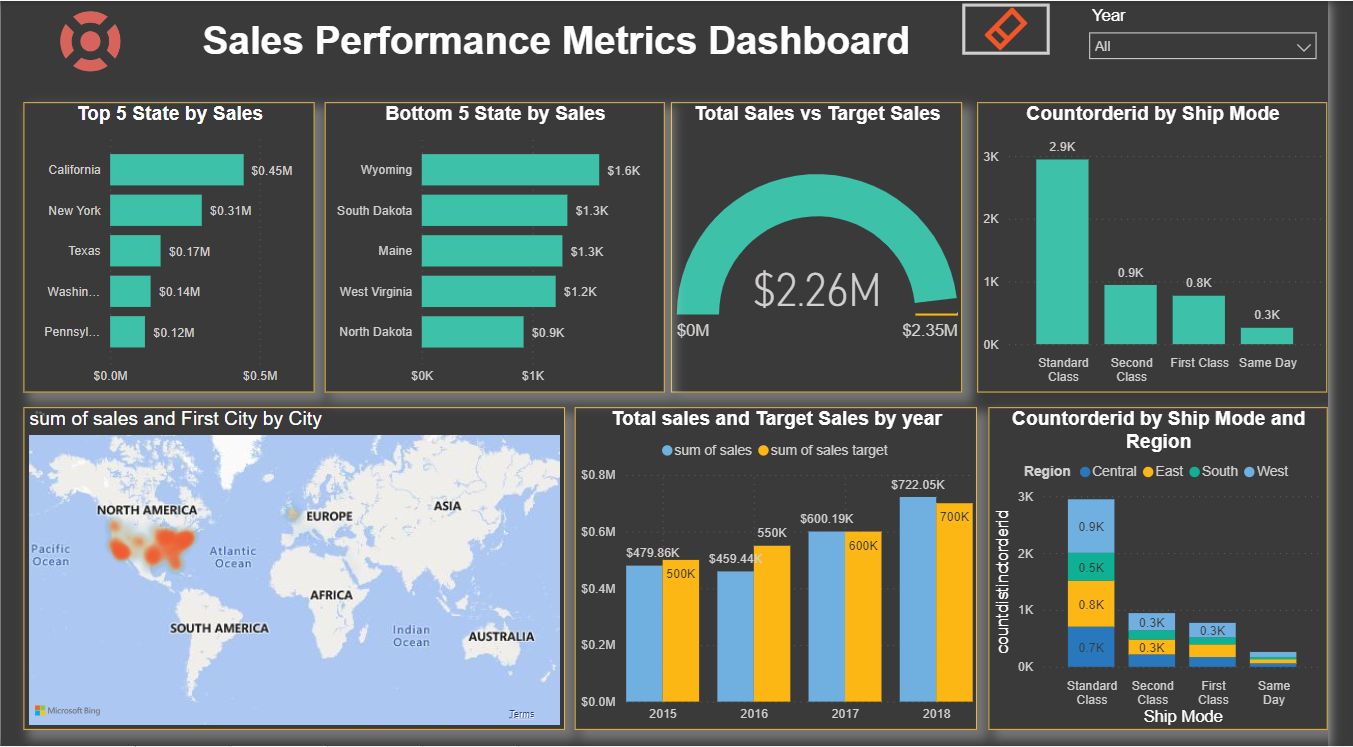 Sales Performance Metrics Dashboard
Year
All
Top 5 State by Sales
California
$0.45M
New York
$0.31M
Texas
$0.17M
Washin...
$0.14M
Pennsyl...
$0.12M
$0.0M
$0.5M
Bottom 5 State by Sales
Wyoming
$1.6K
South Dakota
$1.3K
Maine
$1.3K
West Virginia
$1.2K
North Dakota
$0.9K
$0K
$1K
Total Sales vs Target Sales
$2.26M
$0M
$2.35M
Countorderid by Ship Mode
3K
2K
1K
0K
2.9K
0.9K
0.8K
0.3K
Standard
Class
Second
Class
First Class
Same Day
sum of sales and First City by City
NORTH AMERICA
EUROPE
ASIA
Pacific
Ocean
Atlantic
Ocean
AFRICA
SOUTH AMERICA
Indian
Ocean
AUSTRALIA
Microsoft Bing
Terms
Total sales and Target Sales by year
sum of sales
sum of sales target
$0.8M
$0.6M
$0.4M
$0.2M
$0.0M
$479.86K
500K
$459.44K
550K
$600.19K
600K
$722.05K
700K
2015
2016
2017
2018
Countorderid by Ship Mode and
Region
Region
Central
East
South
West
countdistinctorderid
3K
2K
1K
0K
0.9K
0.5K
0.8K
0.7K
0.3K
0.3K
0.3K
Standard
Class
Second
Class
First
Class
Same
Day
Ship Mode